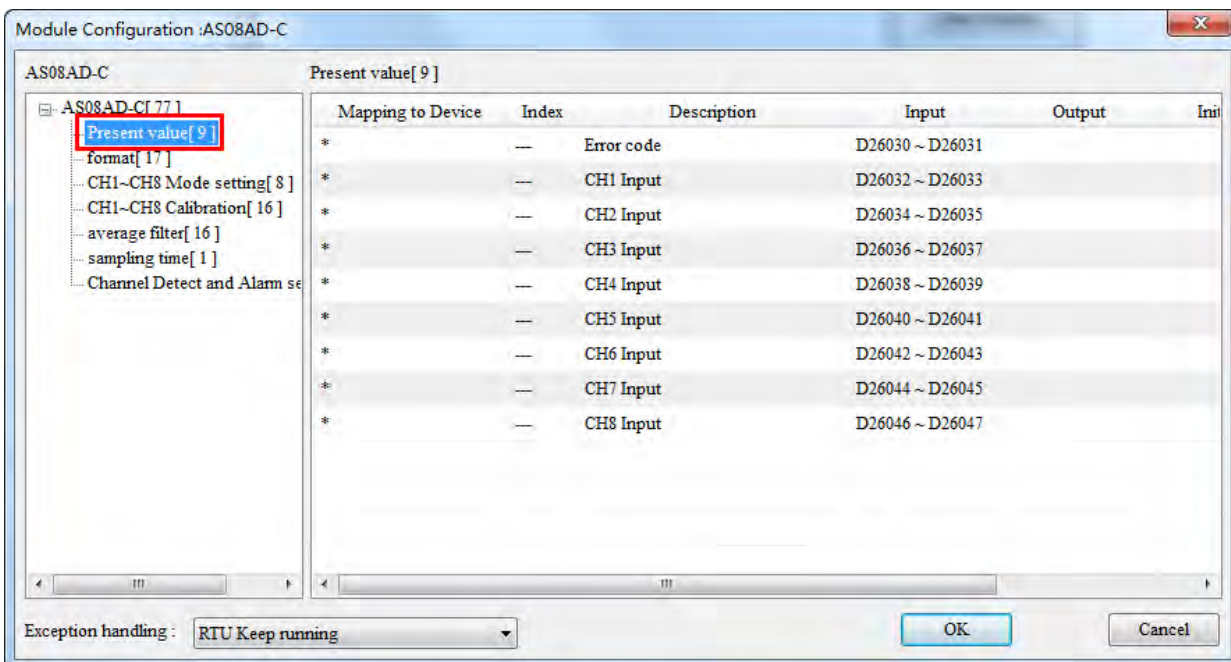 Module Configuration :AS08AD-C
AS08AD-C
Present value[ 9 ]
AS08AD-C[ 77 ]
Present value[ 9 ]
format[ 17 ]
CH1~CH8 Mode setting[ 8 ]
CH1~CH8 Calibration[ 16 ]
average filter[ 16 ]
sampling time[ 1 ]
Channel Detect and Alarm se
Mapping to Device Index Description Input Output Init
* --- Error code D26030 ~ D26031
* --- CH1 Input D26032 ~ D26033
* --- CH2 Input D26034 ~ D26035
* --- CH3 Input D26036 ~ D26037
* --- CH4 Input D26038 ~ D26039
* --- CH5 Input D26040 ~ D26041
* --- CH6 Input D26042 ~ D26043
* --- CH7 Input D26044 ~ D26045
* --- CH8 Input D26046 ~ D26047
Exception handling : RTU Keep running
OK
Cancel